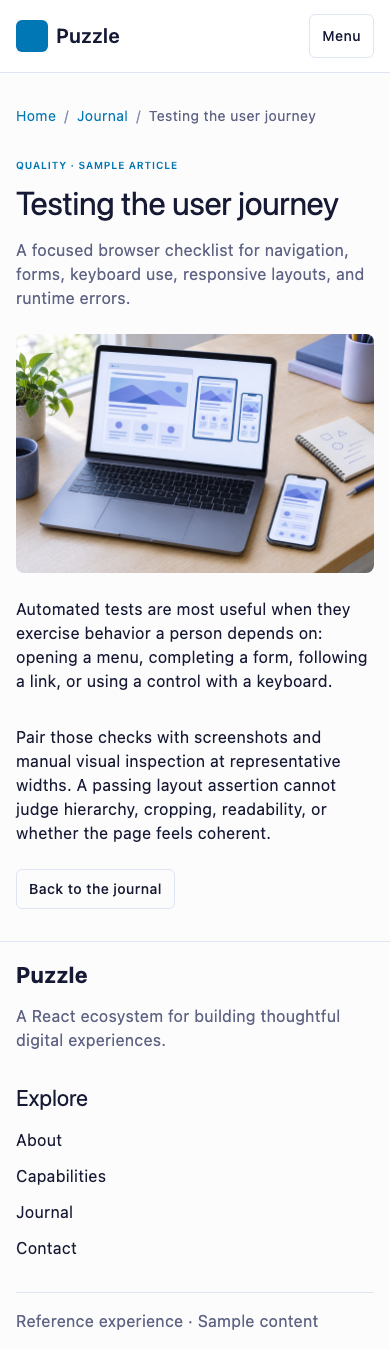 Puzzle
Menu
Home / Journal / Testing the user journey
QUALITY · SAMPLE ARTICLE
Testing the user journey
A focused browser checklist for navigation,
forms, keyboard use, responsive layouts, and
runtime errors.
Automated tests are most useful when they
exercise behavior a person depends on:
opening a menu, completing a form, following
a link, or using a control with a keyboard.
Pair those checks with screenshots and
manual visual inspection at representative
widths. A passing layout assertion cannot
judge hierarchy, cropping, readability, or
whether the page feels coherent.
Back to the journal
Puzzle
A React ecosystem for building thoughtful
digital experiences.
Explore
About
Capabilities
Journal
Contact
Reference experience · Sample content